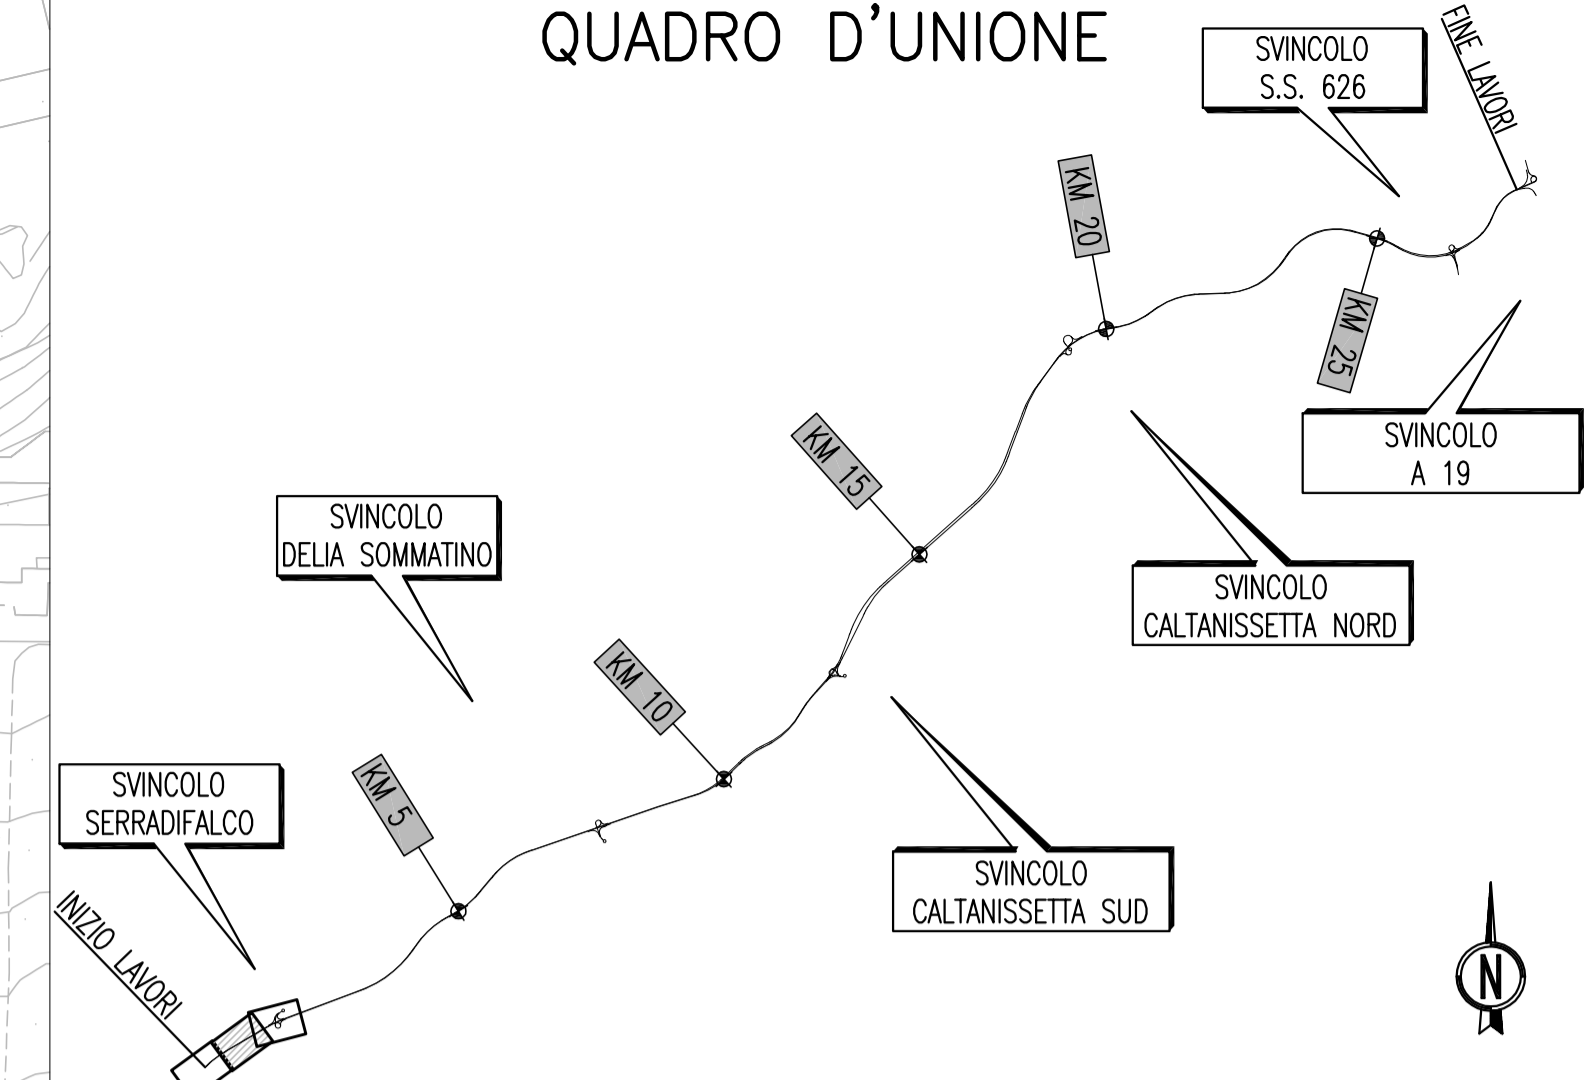 QUADRO D'UNIONE
SVINCOLO
S.S. 626
FINE LAVORI
KM 20
KM 25
SVINCOLO
A 19
KM 15
SVINCOLO
DELIA SOMMATINO
SVINCOLO
CALTANISSETTA NORD
KM 10
KM 5
SVINCOLO
SERRADIFALCO
SVINCOLO
CALTANISSETTA SUD
INIZIO LAVORI
N